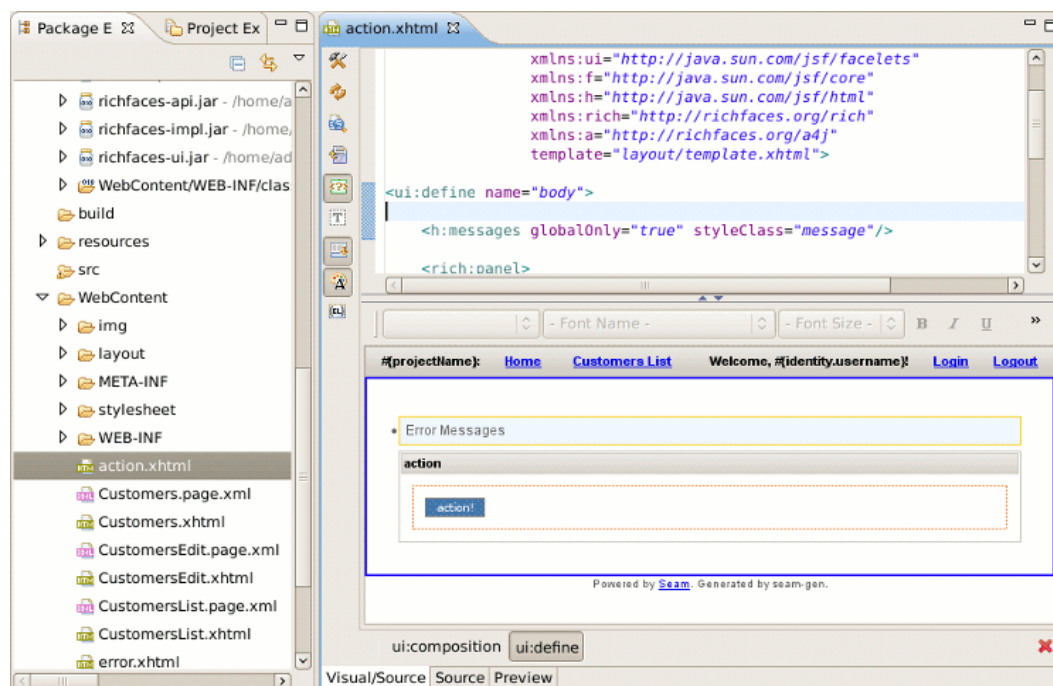 Package E
Project Ex
richfaces-api.jar - /home/a
richfaces-impl.jar - /home/
richfaces-ui.jar - /home/ad
WebContent/WEB-INF/clas
build
resources
src
WebContent
img
layout
META-INF
stylesheet
WEB-INF
action.xhtml
Customers.page.xml
Customers.xhtml
CustomersEdit.page.xml
CustomersEdit.xhtml
CustomersList.page.xml
CustomersList.xhtml
error.xhtml
action.xhtml
xmlns:ui="http://java.sun.com/jsf/facelets"
xmlns:f="http://java.sun.com/jsf/core"
xmlns:h="http://java.sun.com/jsf/html"
xmlns:rich="http://richfaces.org/rich"
xmlns:a="http://richfaces.org/a4j"
template="layout/template.xhtml">
<ui:define name="body">
<h:messages globalOnly="true" styleClass="message"/>
<rich:panel>
- Font Name - - Font Size - B I U »
#{projectName}: Home Customers List Welcome, #{identity.username}! Login Logout
• Error Messages
action
action!
Powered by Seam. Generated by seam-gen.
ui:composition ui:define
Visual/Source Source Preview